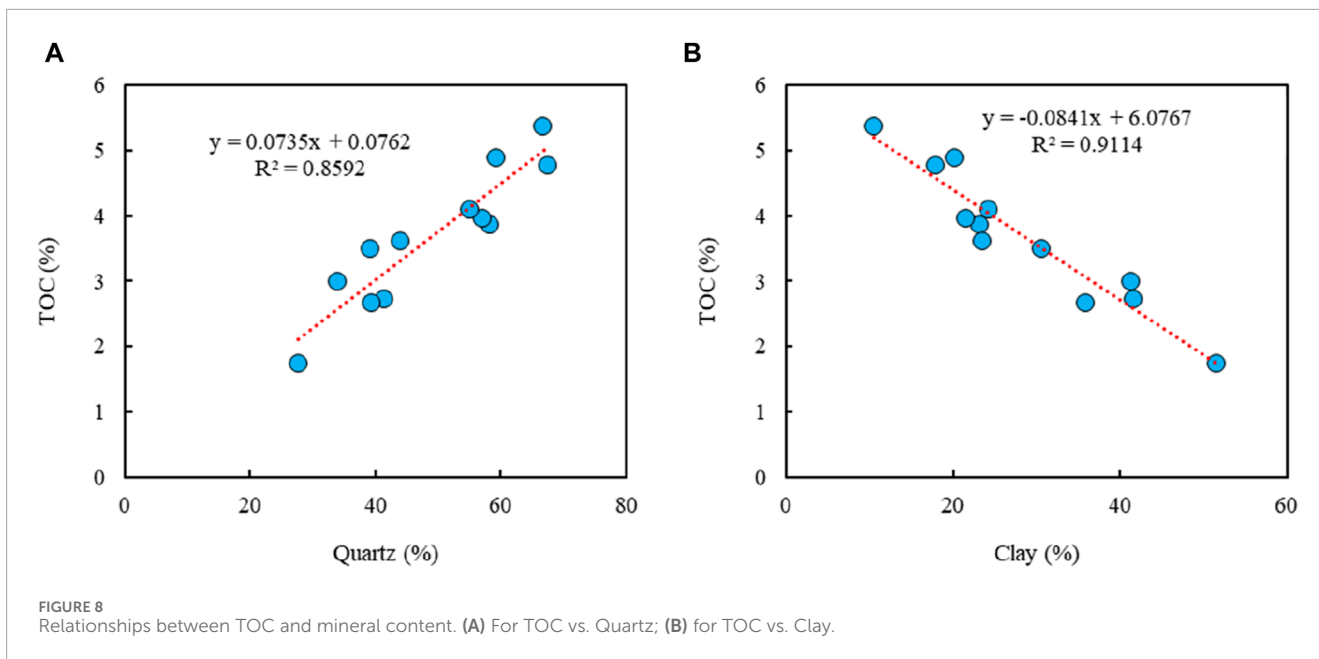 A
y = 0.0735x + 0.0762
R² = 0.8592
TOC (%)
6
5
4
3
2
1
0
0 20 40 60 80
Quartz (%)
B
y = -0.0841x + 6.0767
R² = 0.9114
TOC (%)
6
5
4
3
2
1
0
0 20 40 60
Clay (%)
FIGURE 8
Relationships between TOC and mineral content. (A) For TOC vs. Quartz; (B) for TOC vs. Clay.